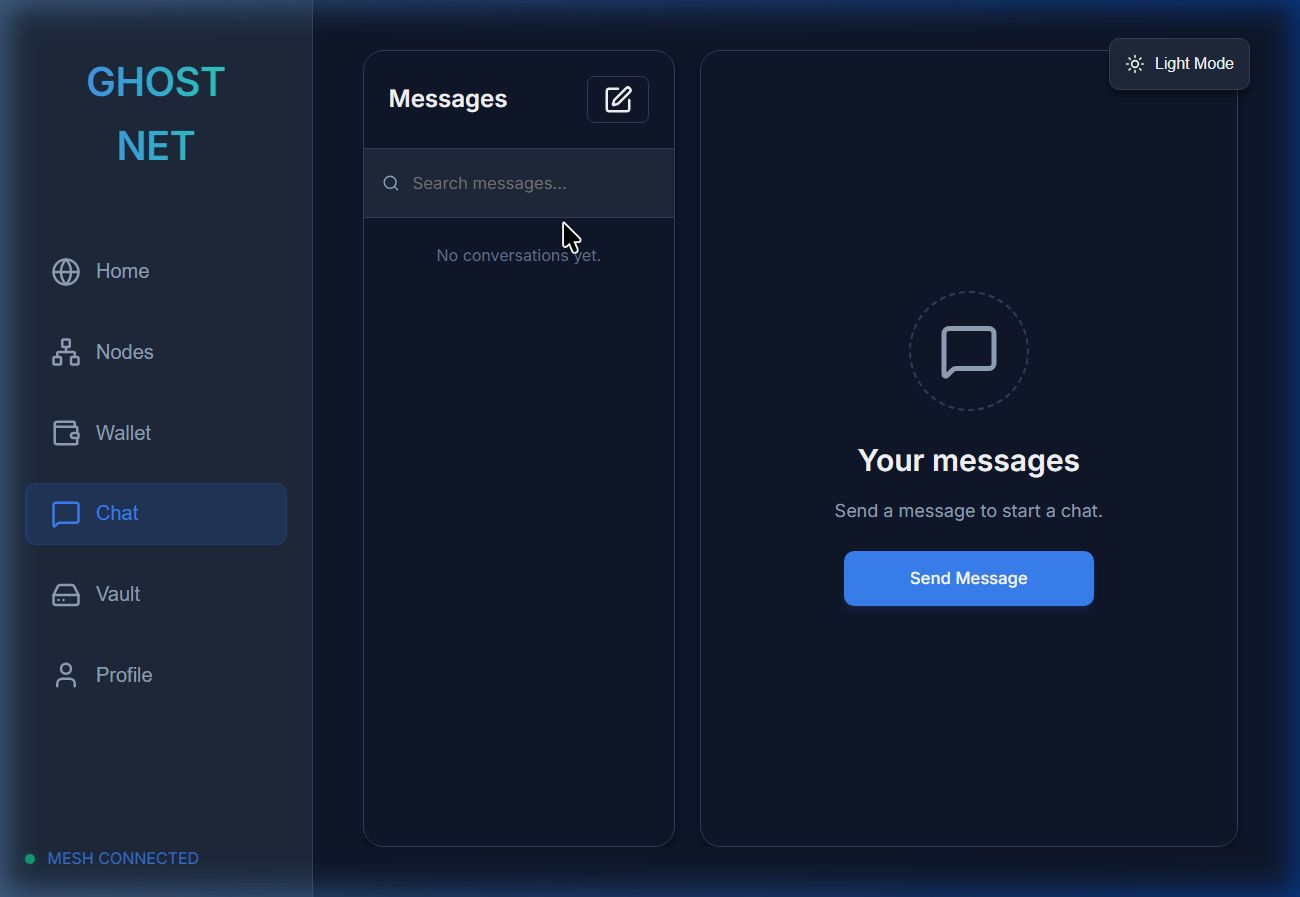 GHOST
NET
Home
Nodes
Wallet
Chat
Vault
Profile
MESH CONNECTED
Messages
Search messages...
No conversations yet.
Light Mode
Your messages
Send a message to start a chat.
Send Message